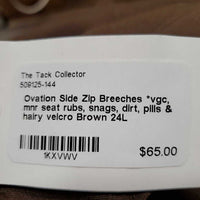 The Tack Collector
509125-144
Ovation Side Zip Breeches *vgc,
mnr seat rubs, snags, dirt, pills &
hairy velcro Brown 24L
1KXVWV
$65.00